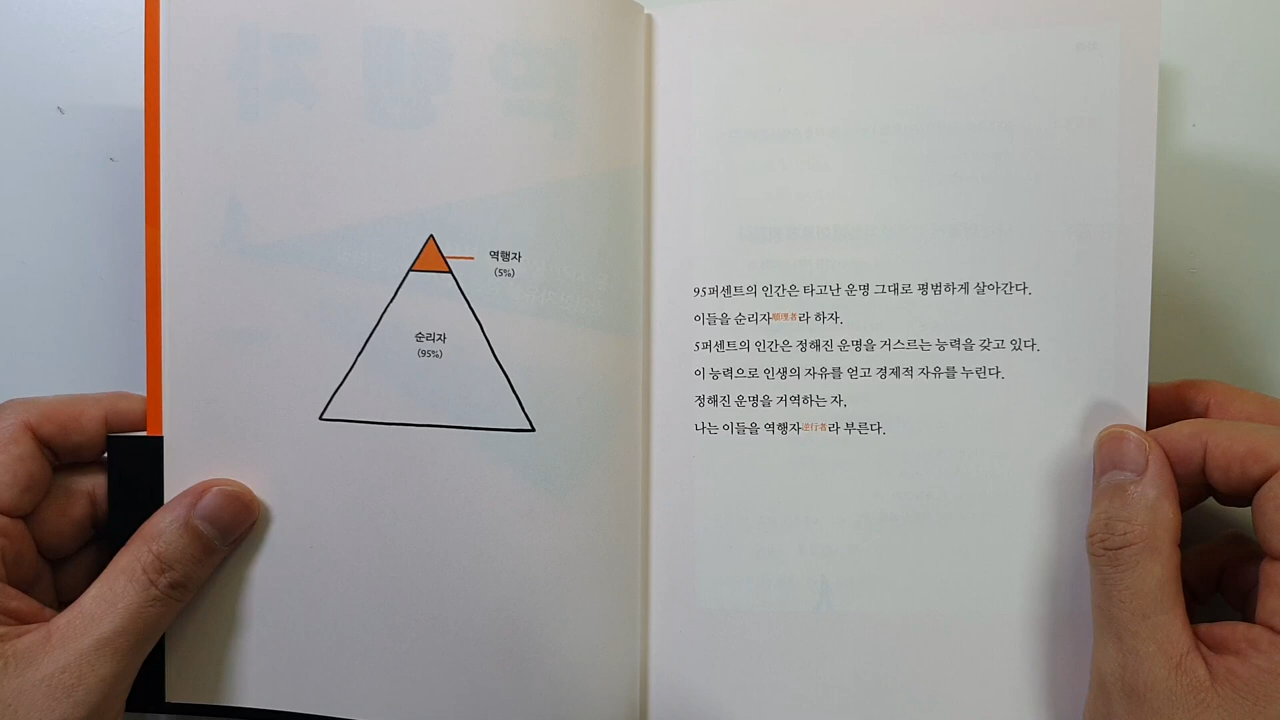 역행자
(5%)
순리자
(95%)
95퍼센트의 인간은 타고난 운명 그대로 평범하게 살아간다.
이들을 순리자順理者라 하자.
5퍼센트의 인간은 정해진 운명을 거스르는 능력을 갖고 있다.
이 능력으로 인생의 자유를 얻고 경제적 자유를 누린다.
정해진 운명을 거역하는 자,
나는 이들을 역행자逆行者라 부른다.